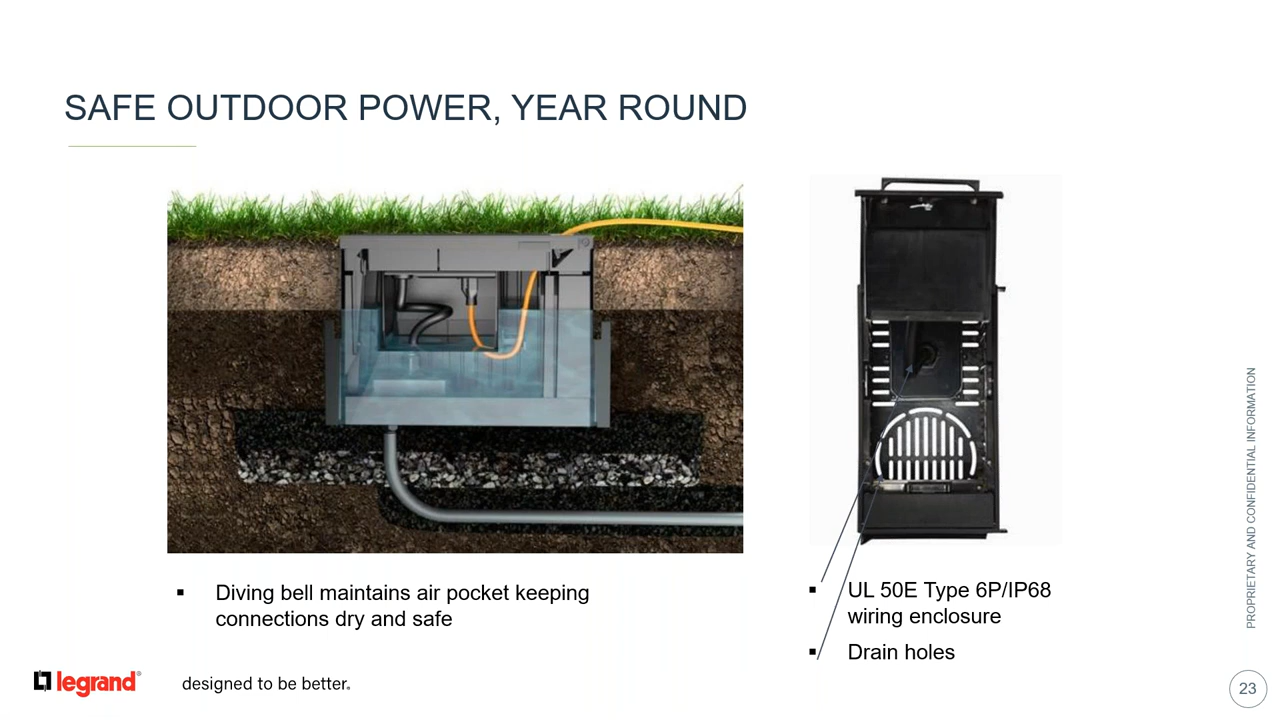 SAFE OUTDOOR POWER, YEAR ROUND
▪ Diving bell maintains air pocket keeping
connections dry and safe
▪ UL 50E Type 6P/IP68
wiring enclosure
▪ Drain holes
PROPRIETARY AND CONFIDENTIAL INFORMATION
legrand®
designed to be better.
23